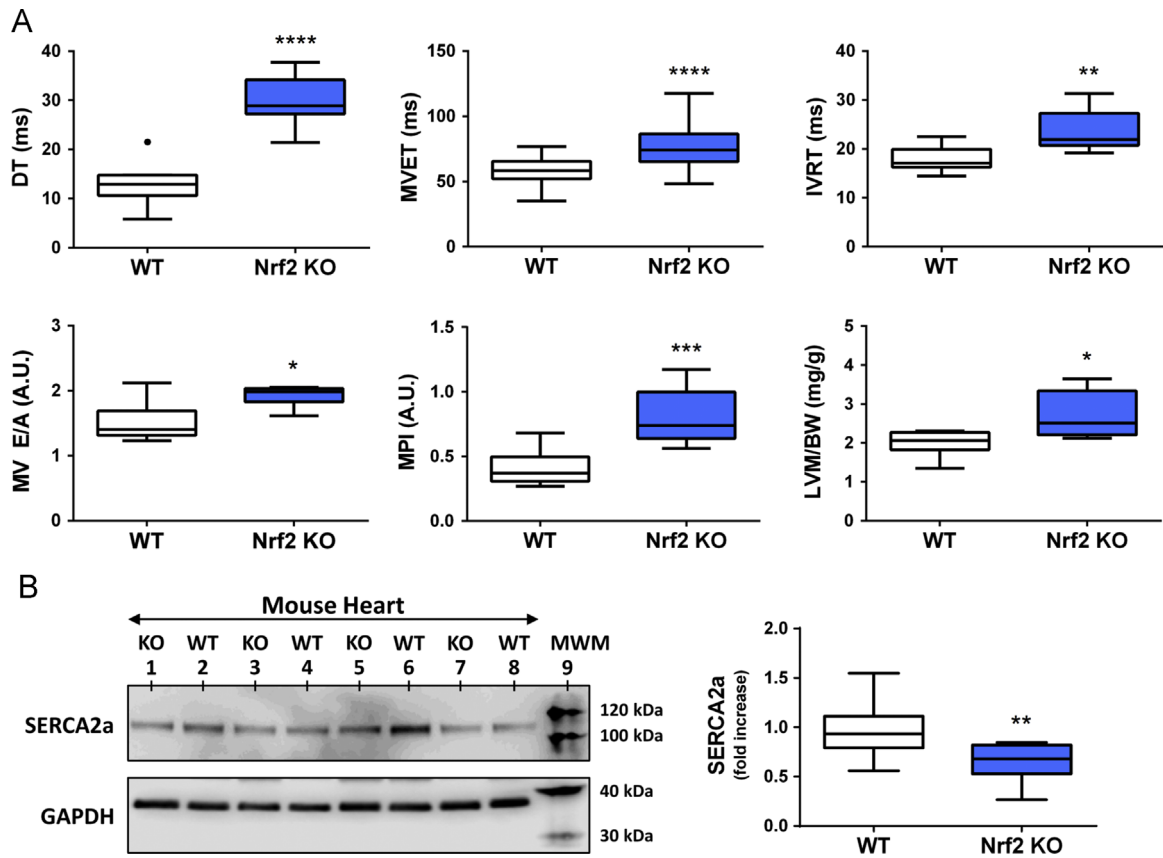 A
DT (ms)
40
30
20
10
0
****
WT
Nrf2 KO
MVET (ms)
150
100
50
0
****
WT
Nrf2 KO
IVRT (ms)
40
30
20
10
0
**
WT
Nrf2 KO
MV E/A (A.U.)
3
2
1
0
*
WT
Nrf2 KO
MPI (A.U.)
1.5
1.0
0.5
0.0
***
WT
Nrf2 KO
LVM/BW (mg/g)
5
4
3
2
1
0
*
WT
Nrf2 KO
B
Mouse Heart
KO WT KO WT KO WT KO WT MWM
1 2 3 4 5 6 7 8 9
SERCA2a
120 kDa
100 kDa
GAPDH
40 kDa
30 kDa
SERCA2a
(fold increase)
2.0
1.5
1.0
0.5
0.0
**
WT
Nrf2 KO